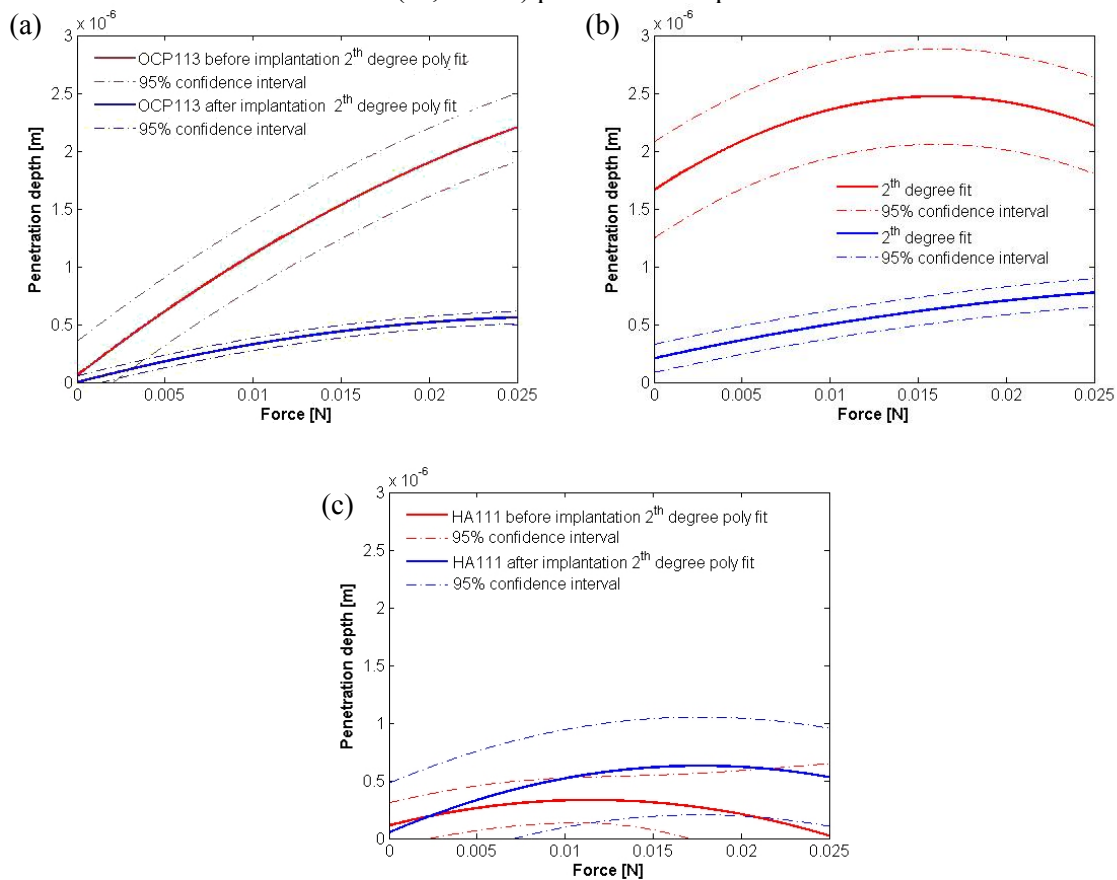 (a)
x 10-6
3
2.5
2
1.5
1
0.5
0
Penetration depth [m]
OCP113 before implantation 2th degree poly fit
95% confidence interval
OCP113 after implantation 2th degree poly fit
95% confidence interval
0 0.005 0.01 0.015 0.02 0.025
Force [N]
(b)
x 10-6
3
2.5
2
1.5
1
0.5
0
Penetration depth [m]
2th degree fit
95% confidence interval
2th degree fit
95% confidence interval
0 0.005 0.01 0.015 0.02 0.025
Force [N]
(c)
x 10-6
3
2.5
2
1.5
1
0.5
0
Penetration depth [m]
HA111 before implantation 2th degree poly fit
95% confidence interval
HA111 after implantation 2th degree poly fit
95% confidence interval
0 0.005 0.01 0.015 0.02 0.025
Force [N]